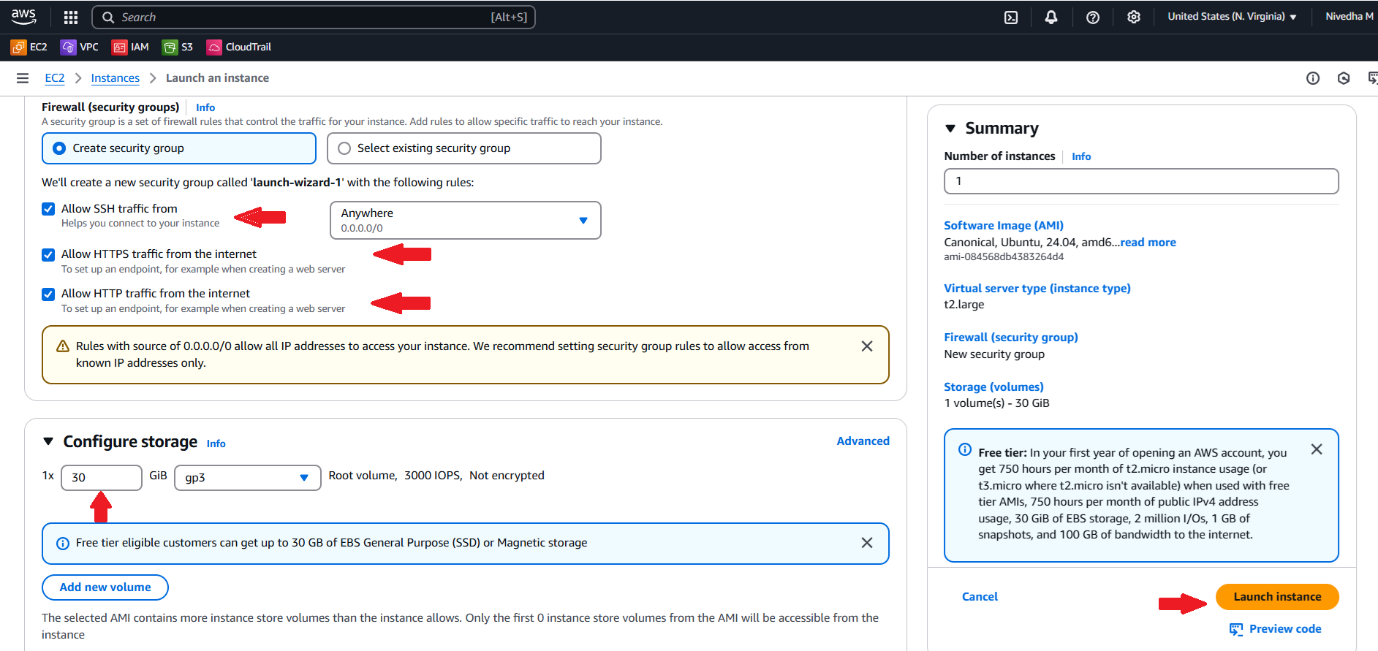 aws
Search [Alt+S]
United States (N. Virginia) ▼
Nivedha M
EC2 VPC IAM S3 CloudTrail
EC2 > Instances > Launch an instance
Firewall (security groups) Info
A security group is a set of firewall rules that control the traffic for your instance. Add rules to allow specific traffic to reach your instance.
Create security group
Select existing security group
We'll create a new security group called 'launch-wizard-1' with the following rules:
Allow SSH traffic from
Helps you connect to your instance
Anywhere
0.0.0.0/0
Allow HTTPS traffic from the internet
To set up an endpoint, for example when creating a web server
Allow HTTP traffic from the internet
To set up an endpoint, for example when creating a web server
Rules with source of 0.0.0.0/0 allow all IP addresses to access your instance. We recommend setting security group rules to allow access from
known IP addresses only.
Configure storage Info
Advanced
1x 30 GiB gp3 Root volume, 3000 IOPS, Not encrypted
Free tier eligible customers can get up to 30 GB of EBS General Purpose (SSD) or Magnetic storage
Add new volume
The selected AMI contains more instance store volumes than the instance allows. Only the first 0 instance store volumes from the AMI will be accessible from the
instance
Summary
Number of instances Info
1
Software Image (AMI)
Canonical, Ubuntu, 24.04, amd6...read more
ami-084568db4383264d4
Virtual server type (instance type)
t2.large
Firewall (security group)
New security group
Storage (volumes)
1 volume(s) - 30 GiB
Free tier: In your first year of opening an AWS account, you
get 750 hours per month of t2.micro instance usage (or
t3.micro where t2.micro isn't available) when used with free
tier AMIs, 750 hours per month of public IPv4 address
usage, 30 GiB of EBS storage, 2 million I/Os, 1 GB of
snapshots, and 100 GB of bandwidth to the internet.
Cancel
Launch instance
Preview code